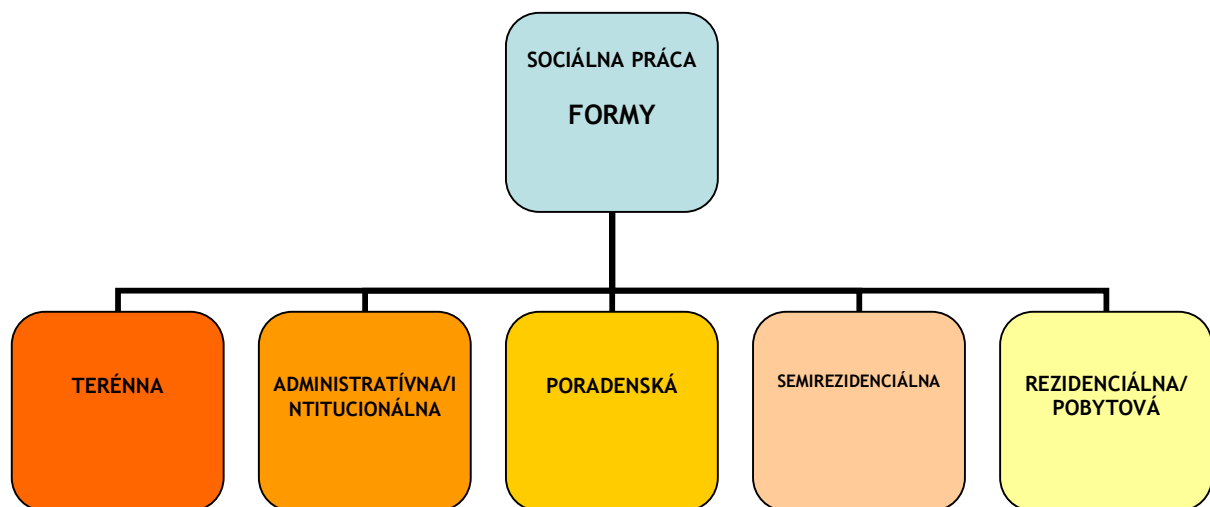 SOCIÁLNA PRÁCA
FORMY
TERÉNNA
ADMINISTRATÍVNA/I
NTITUCIONÁLNA
PORADENSKÁ
SEMIREZIDENCIÁLNA
REZIDENCIÁLNA/
POBYTOVÁ